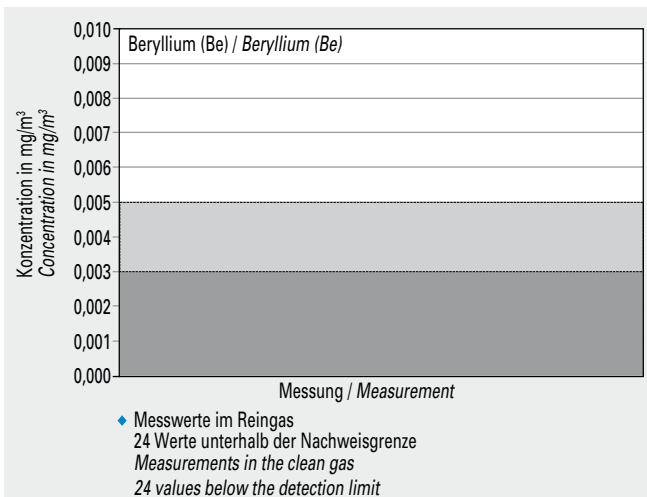 Konzentration in mg/m³
Concentration in mg/m³
0,010
0,009
0,008
0,007
0,006
0,005
0,004
0,003
0,002
0,001
0,000
Beryllium (Be) / Beryllium (Be)
Messung / Measurement
Messwerte im Reingas
24 Werte unterhalb der Nachweisgrenze
Measurements in the clean gas
24 values below the detection limit